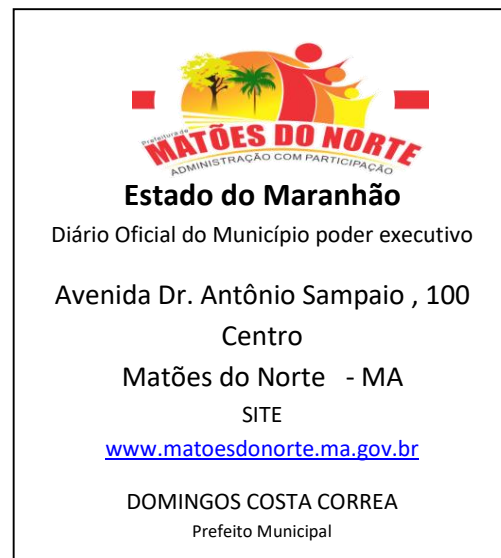 Prefeitura de
MATÕES DO NORTE
ADMINISTRAÇÃO COM PARTICIPAÇÃO
Estado do Maranhão
Diário Oficial do Município poder executivo
Avenida Dr. Antônio Sampaio , 100
Centro
Matões do Norte - MA
SITE
www.matoesdonorte.ma.gov.br
DOMINGOS COSTA CORREA
Prefeito Municipal